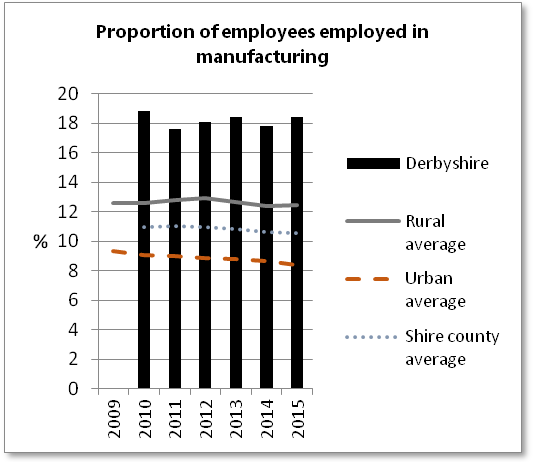 Proportion of employees employed in
manufacturing
20
18
16
14
12
10
8
6
4
2
0
%
2009
2010
2011
2012
2013
2014
2015
Derbyshire
Rural
average
Urban
average
Shire county
average